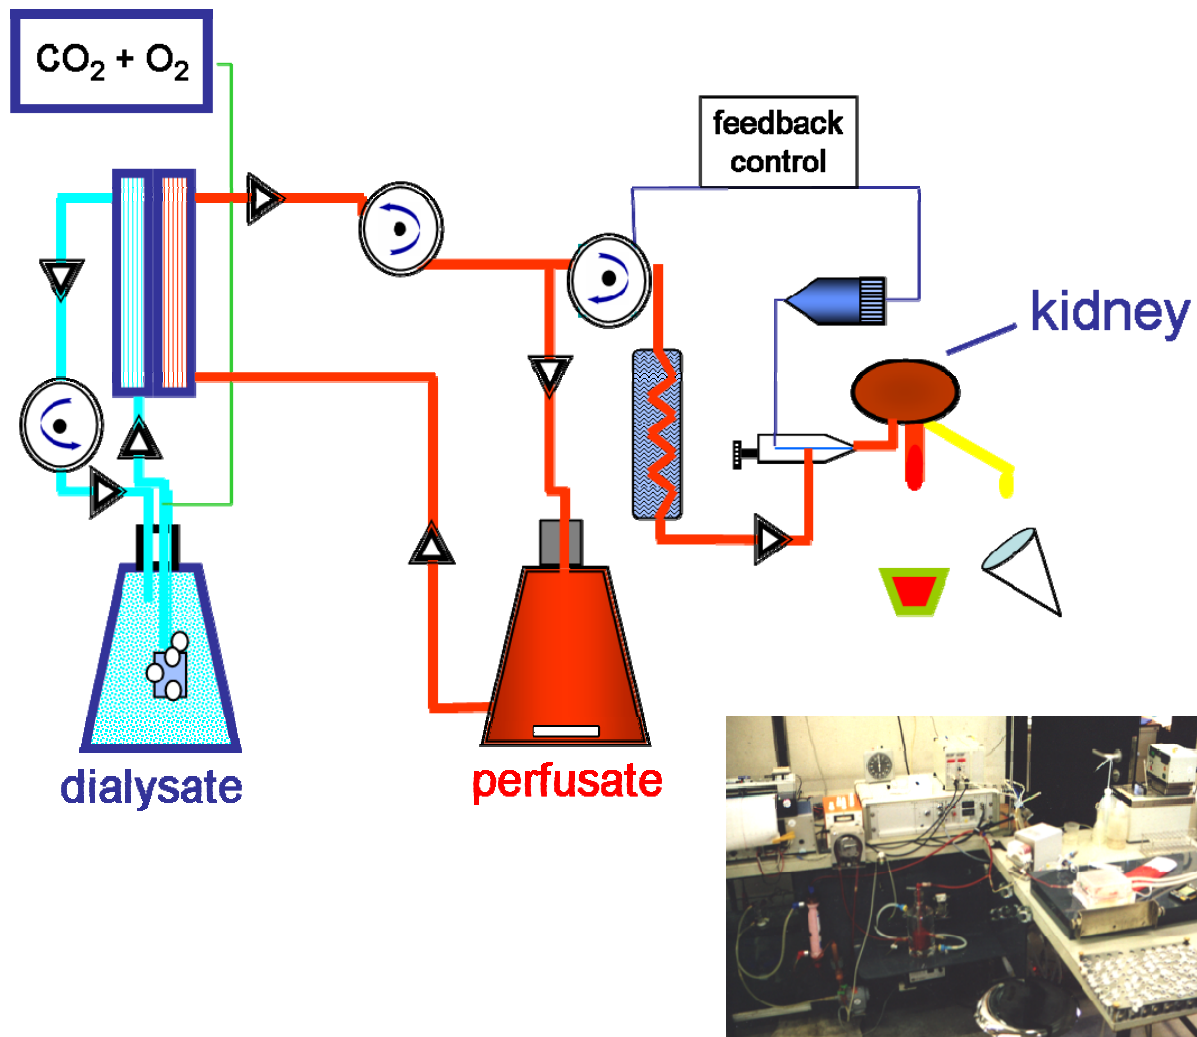 CO₂ + O₂
feedback
control
kidney
dialysate
perfusate